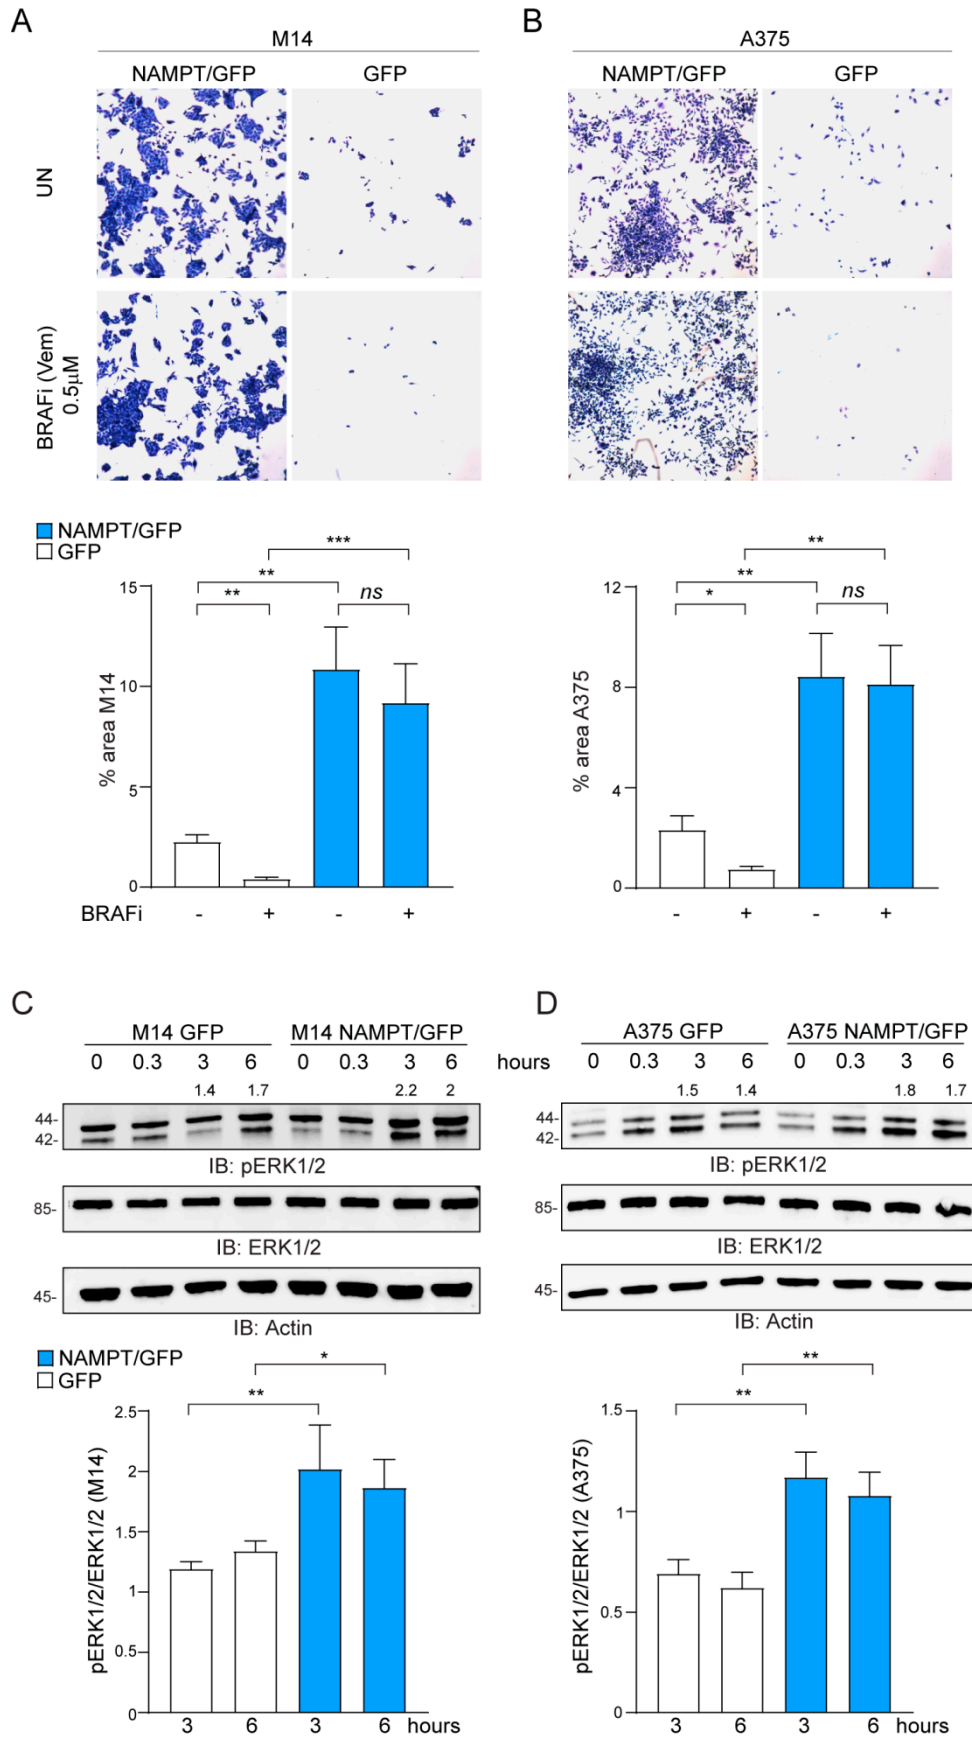 A
M14
NAMPT/GFP GFP
UN
BRAFi (Vem)
0.5µM
NAMPT/GFP
GFP
% area M14
15
10
5
0
***
**
**
ns
BRAFi - + - +
B
A375
NAMPT/GFP GFP
% area A375
12
8
4
0
**
**
*
ns
- + - +
C
M14 GFP M14 NAMPT/GFP
0 0.3 3 6 0 0.3 3 6 hours
1.4 1.7 2.2 2
44-
42-
IB: pERK1/2
85-
IB: ERK1/2
45-
IB: Actin
NAMPT/GFP
GFP
pERK1/2/ERK1/2 (M14)
2.5
2
1.5
1
0.5
0
*
**
3 6 3 6 hours
D
A375 GFP A375 NAMPT/GFP
0 0.3 3 6 0 0.3 3 6
1.5 1.4 1.8 1.7
44-
42-
IB: pERK1/2
85-
IB: ERK1/2
45-
IB: Actin
pERK1/2/ERK1/2 (A375)
1.5
1
0.5
0
**
**
3 6 3 6 hours